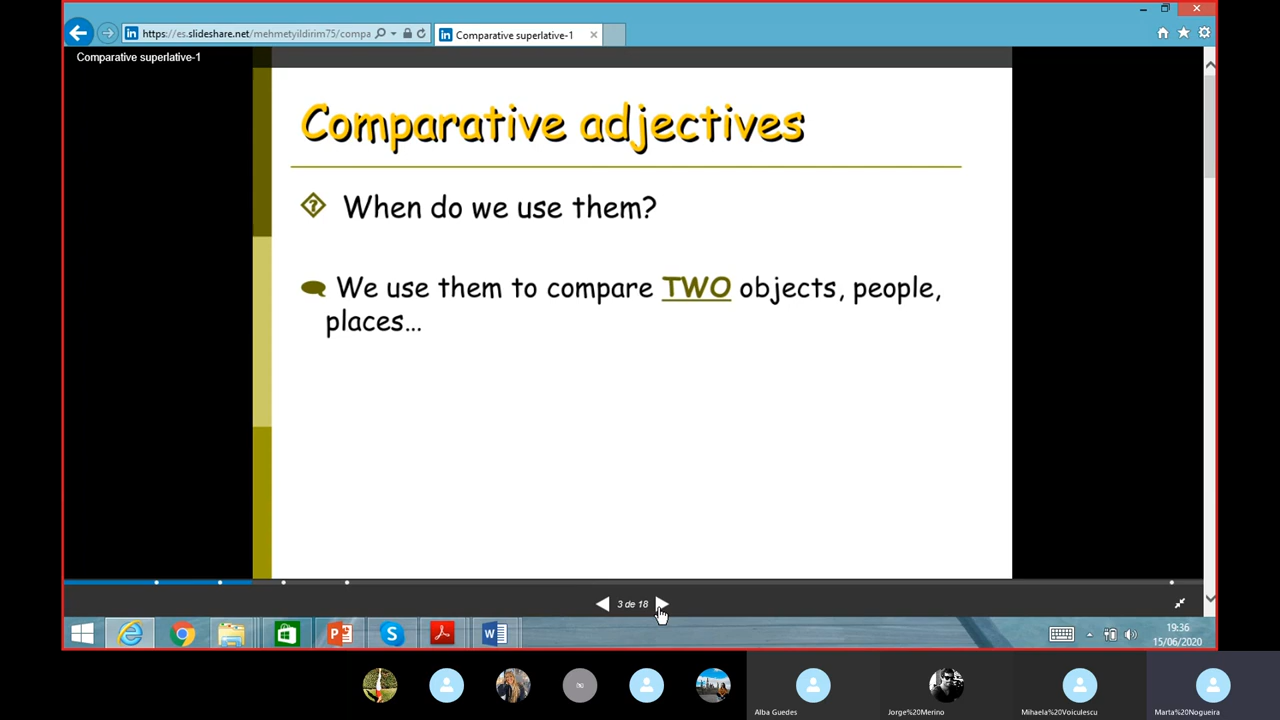 https://es.slideshare.net/mehmetyildirim75/compa
Comparative superlative-1
Comparative superlative-1
Comparative adjectives
When do we use them?
We use them to compare TWO objects, people,
places...
3 de 18
19:36
15/06/2020
Alba Guedes
Jorge%20Merino
Mihaela%20Voiculescu
Marta%20Nogueira